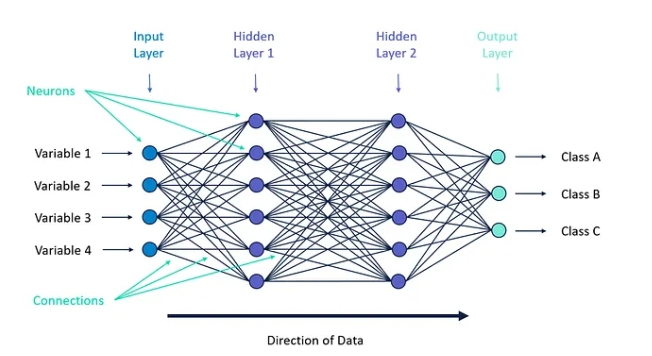 Input
Layer
Hidden
Layer 1
Hidden
Layer 2
Output
Layer
Neurons
Variable 1
Variable 2
Variable 3
Variable 4
Class A
Class B
Class C
Connections
Direction of Data